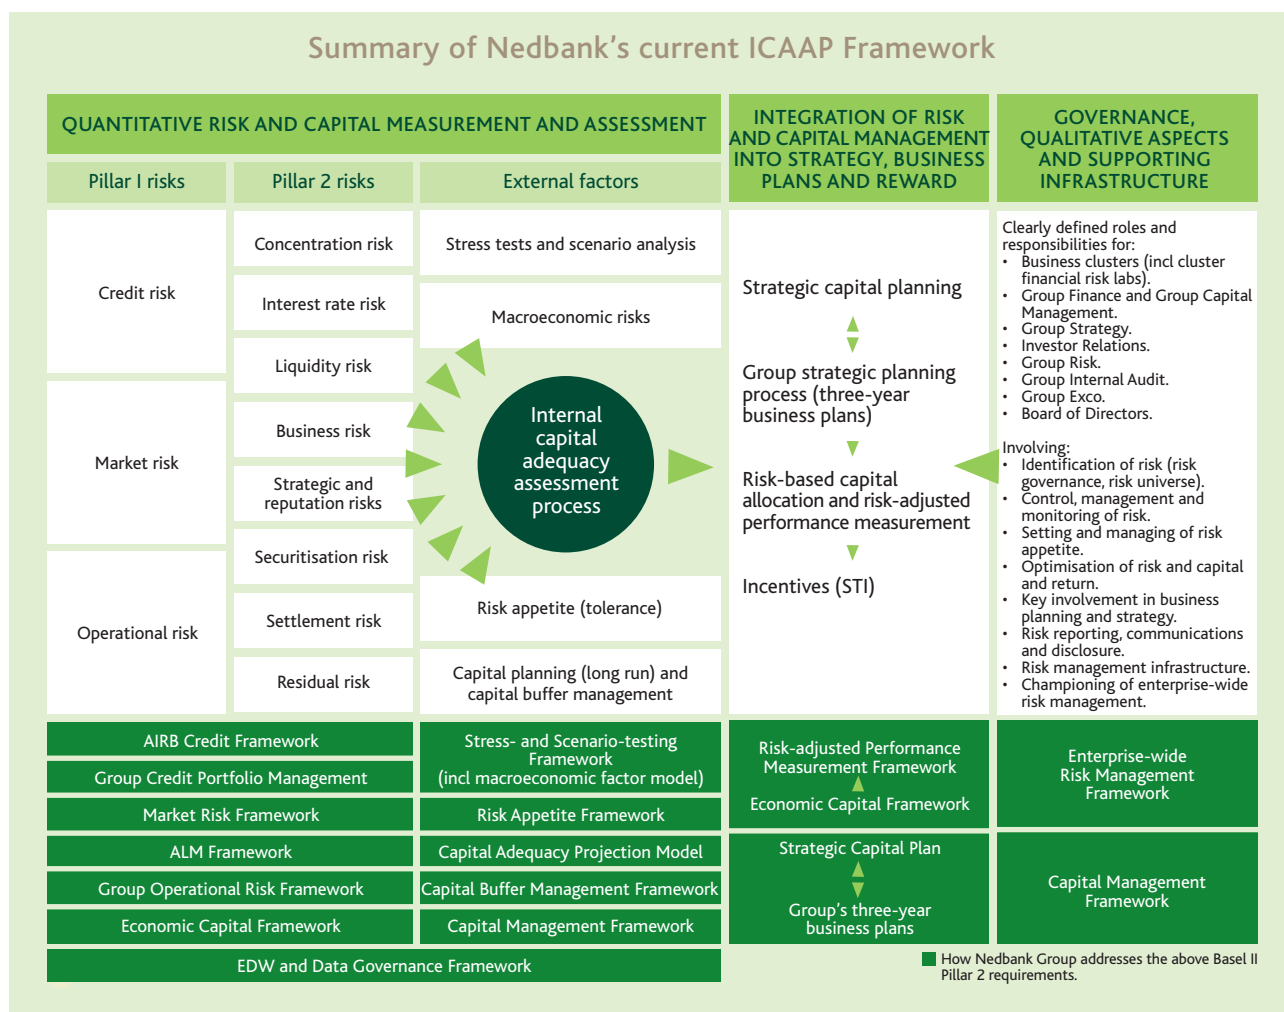 Summary of Nedbank's current ICAAP Framework
QUANTITATIVE RISK AND CAPITAL MEASUREMENT AND ASSESSMENT
Pillar I risks
Pillar 2 risks
External factors
Credit risk
Market risk
Operational risk
Concentration risk
Interest rate risk
Liquidity risk
Business risk
Strategic and
reputation risks
Securitisation risk
Settlement risk
Residual risk
Stress tests and scenario analysis
Macroeconomic risks
Internal
capital
adequacy
assessment
process
Risk appetite (tolerance)
Capital planning (long run) and
capital buffer management
AIRB Credit Framework
Group Credit Portfolio Management
Market Risk Framework
ALM Framework
Group Operational Risk Framework
Economic Capital Framework
Stress- and Scenario-testing
Framework
(incl macroeconomic factor model)
Risk Appetite Framework
Capital Adequacy Projection Model
Capital Buffer Management Framework
Capital Management Framework
EDW and Data Governance Framework
INTEGRATION OF RISK
AND CAPITAL MANAGEMENT
INTO STRATEGY, BUSINESS
PLANS AND REWARD
Strategic capital planning
Group strategic planning
process (three-year
business plans)
Risk-based capital
allocation and risk-adjusted
performance measurement
Incentives (STI)
Risk-adjusted Performance
Measurement Framework
Economic Capital Framework
Strategic Capital Plan
Group's three-year
business plans
GOVERNANCE,
QUALITATIVE ASPECTS
AND SUPPORTING
INFRASTRUCTURE
Clearly defined roles and
responsibilities for:
• Business clusters (incl cluster
financial risk labs).
• Group Finance and Group Capital
Management.
• Group Strategy.
• Investor Relations.
• Group Risk.
• Group Internal Audit.
• Group Exco.
• Board of Directors.
Involving:
• Identification of risk (risk
governance, risk universe).
• Control, management and
monitoring of risk.
• Setting and managing of risk
appetite.
• Optimisation of risk and capital
and return.
• Key involvement in business
planning and strategy.
• Risk reporting, communications
and disclosure.
• Risk management infrastructure.
• Championing of enterprise-wide
risk management.
Enterprise-wide
Risk Management
Framework
Capital Management
Framework
How Nedbank Group addresses the above Basel II
Pillar 2 requirements.